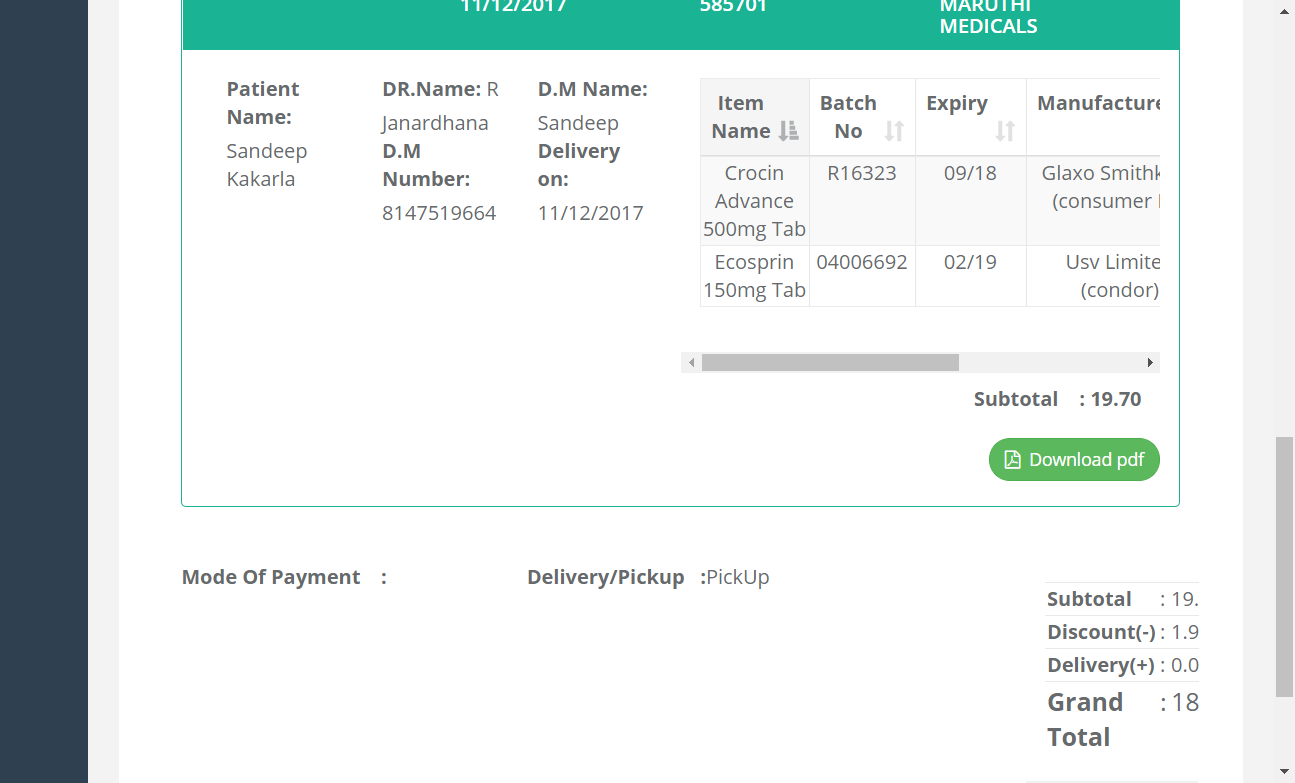 11/12/2017 585701 MARUTHI
MEDICALS
Patient
Name:
Sandeep
Kakarla
DR.Name: R
Janardhana
D.M
Number:
8147519664
D.M Name:
Sandeep
Delivery
on:
11/12/2017
Item
Name
Batch
No
Expiry
Manufacture
Crocin
Advance
500mg Tab
R16323
09/18
Glaxo Smithk
(consumer
Ecosprin
150mg Tab
04006692
02/19
Usv Limite
(condor)
Subtotal : 19.70
Download pdf
Mode Of Payment :
Delivery/Pickup :PickUp
Subtotal : 19.
Discount(-) : 1.9
Delivery(+) : 0.0
Grand : 18
Total